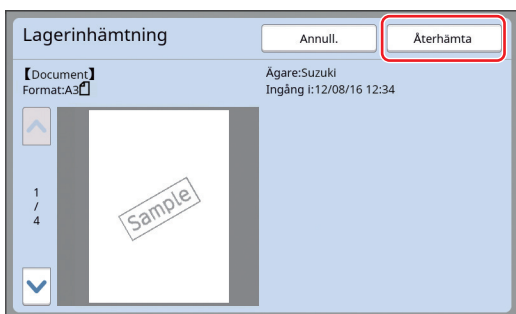 Lagerinhämtning
Annull.
Återhämta
【Document】
Format:A3
Ägare:Suzuki
Ingång i:12/08/16 12:34
1
/
4
Sample